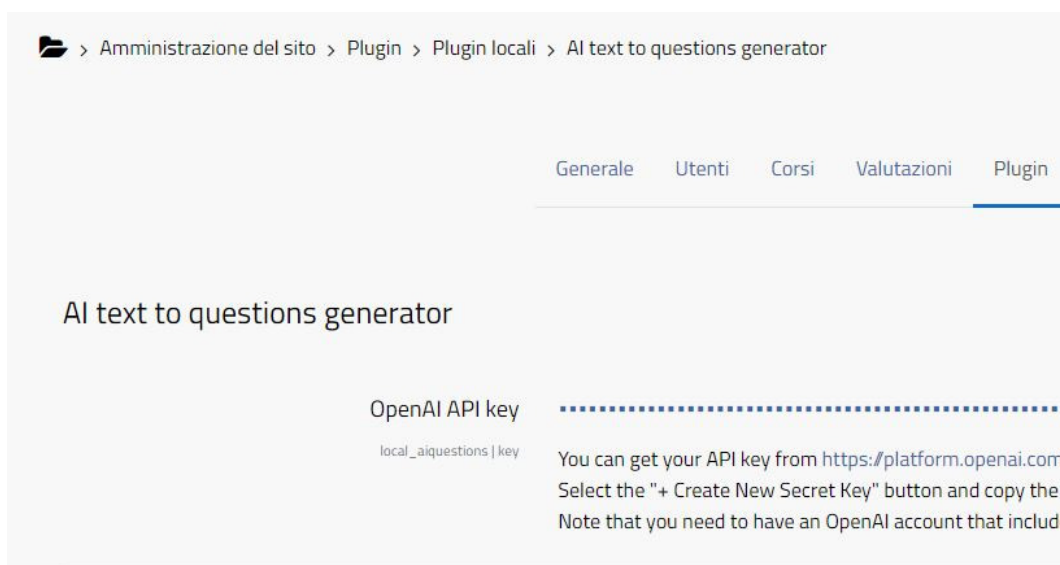 > Amministrazione del sito > Plugin > Plugin locali > AI text to questions generator
Generale Utenti Corsi Valutazioni Plugin
AI text to questions generator
OpenAI API key
local_aiquestions | key
You can get your API key from https://platform.openai.com
Select the "+ Create New Secret Key" button and copy the
Note that you need to have an OpenAI account that includ